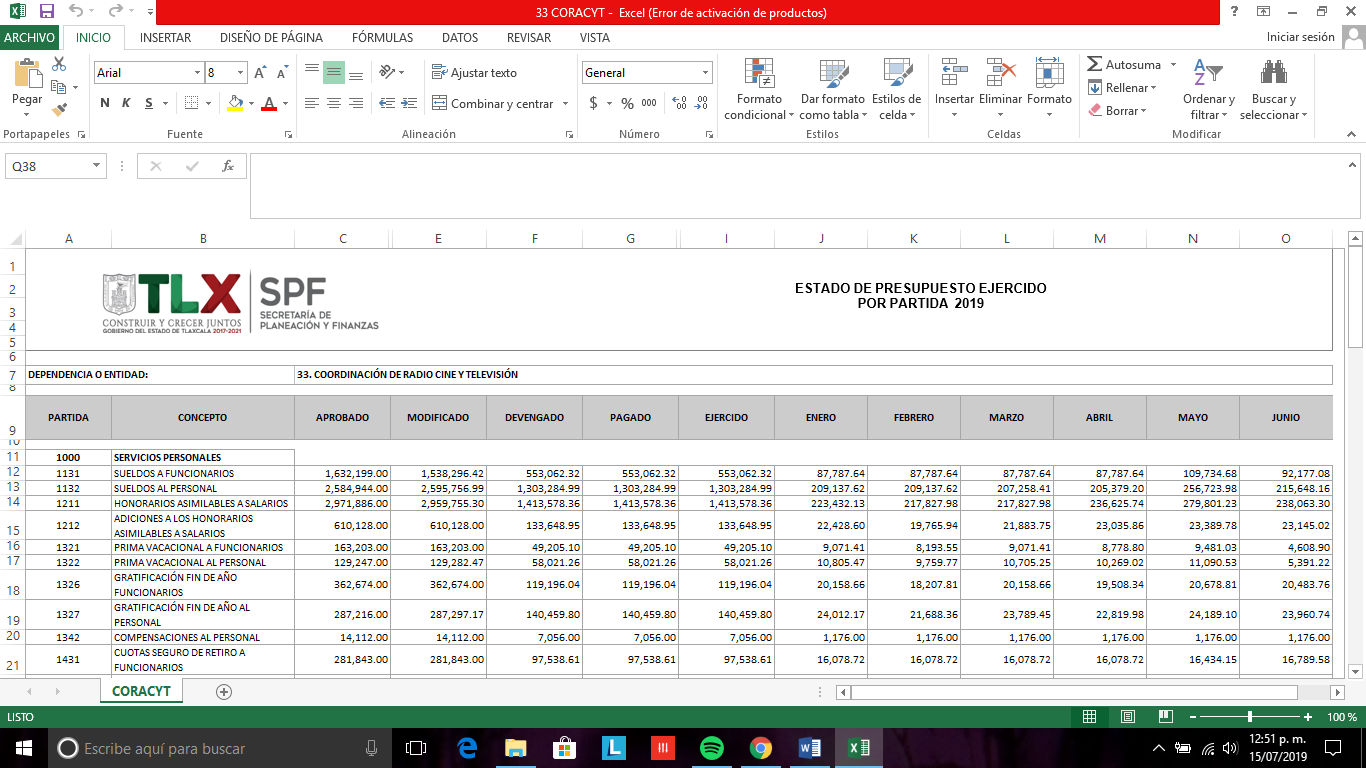 33 CORACYT - Excel (Error de activación de productos)
ARCHIVO INICIO INSERTAR DISEÑO DE PÁGINA FÓRMULAS DATOS REVISAR VISTA Iniciar sesión
Pegar
Portapapeles
Arial 8
N K S
Fuente
Ajustar texto
Combinar y centrar
Alineación
General
$ % 000
Número
Formato condicional
Dar formato como tabla
Estilos de celda
Estilos
Insertar Eliminar Formato
Celdas
Autosuma
Rellenar
Borrar
Ordenar y filtrar
Buscar y seleccionar
Modificar
Q38 fx
A B C E F G I J K L M N O
TLX
CONSTRUIR Y CRECER JUNTOS
GOBIERNO DEL ESTADO DE TLAXCALA 2017-2021
SPF
SECRETARÍA DE
PLANEACIÓN Y FINANZAS
ESTADO DE PRESUPUESTO EJERCIDO
POR PARTIDA 2019
1
2
3
4
5
6
7 DEPENDENCIA O ENTIDAD: 33. COORDINACIÓN DE RADIO CINE Y TELEVISIÓN
8
9 PARTIDA CONCEPTO APROBADO MODIFICADO DEVENGADO PAGADO EJERCIDO ENERO FEBRERO MARZO ABRIL MAYO JUNIO
10
11 1000 SERVICIOS PERSONALES
12 1131 SUELDOS A FUNCIONARIOS 1,632,199.00 1,538,296.42 553,062.32 553,062.32 553,062.32 87,787.64 87,787.64 87,787.64 87,787.64 109,734.68 92,177.08
13 1132 SUELDOS AL PERSONAL 2,584,944.00 2,595,756.99 1,303,284.99 1,303,284.99 1,303,284.99 209,137.62 209,137.62 207,258.41 205,379.20 256,723.98 215,648.16
14 1211 HONORARIOS ASIMILABLES A SALARIOS 2,971,886.00 2,959,755.30 1,413,578.36 1,413,578.36 1,413,578.36 223,432.13 217,827.98 217,827.98 236,625.74 279,801.23 238,063.30
15 1212 ADICIONES A LOS HONORARIOS ASIMILABLES A SALARIOS 610,128.00 610,128.00 133,648.95 133,648.95 133,648.95 22,428.60 19,765.94 21,883.75 23,035.86 23,389.78 23,145.02
16 1321 PRIMA VACACIONAL A FUNCIONARIOS 163,203.00 163,203.00 49,205.10 49,205.10 49,205.10 9,071.41 8,193.55 9,071.41 8,778.80 9,481.03 4,608.90
17 1322 PRIMA VACACIONAL AL PERSONAL 129,247.00 129,282.47 58,021.26 58,021.26 58,021.26 10,805.47 9,759.77 10,705.25 10,269.02 11,090.53 5,391.22
18 1326 GRATIFICACIÓN FIN DE AÑO FUNCIONARIOS 362,674.00 362,674.00 119,196.04 119,196.04 119,196.04 20,158.66 18,207.81 20,158.66 19,508.34 20,678.81 20,483.76
19 1327 GRATIFICACIÓN FIN DE AÑO AL PERSONAL 287,216.00 287,297.17 140,459.80 140,459.80 140,459.80 24,012.17 21,688.36 23,789.45 22,819.98 24,189.10 23,960.74
20 1342 COMPENSACIONES AL PERSONAL 14,112.00 14,112.00 7,056.00 7,056.00 7,056.00 1,176.00 1,176.00 1,176.00 1,176.00 1,176.00 1,176.00
21 1431 CUOTAS SEGURO DE RETIRO A FUNCIONARIOS 281,843.00 281,843.00 97,538.61 97,538.61 97,538.61 16,078.72 16,078.72 16,078.72 16,078.72 16,434.15 16,789.58
CORACYT
LISTO 100 %
Escribe aquí para buscar
12:51 p. m.
15/07/2019